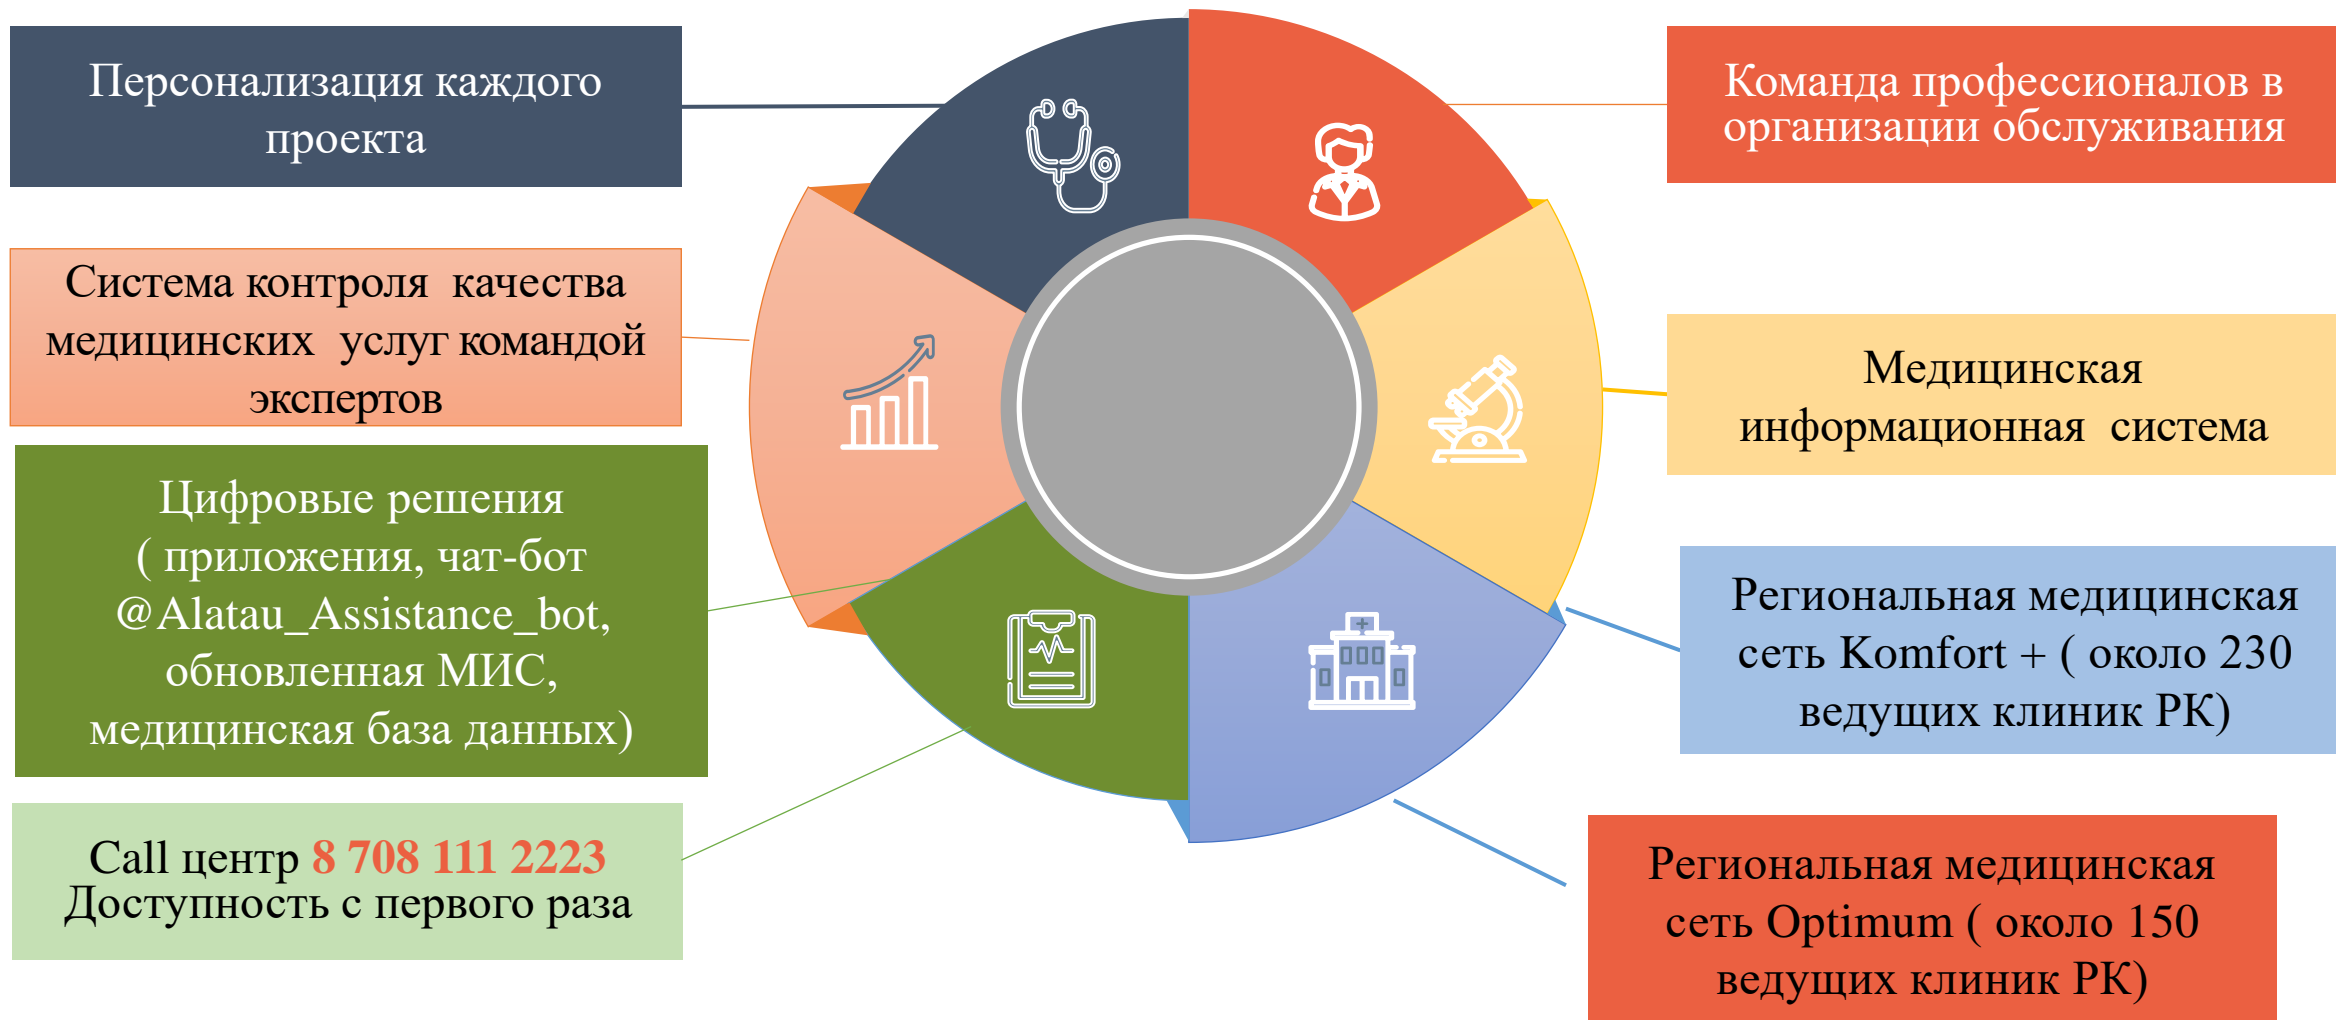 Персонализация каждого
проекта
Система контроля качества
медицинских услуг командой
экспертов
Цифровые решения
( приложения, чат-бот
@Alatau_Assistance_bot,
обновленная МИС,
медицинская база данных)
Call центр 8 708 111 2223
Доступность с первого раза
Команда профессионалов в
организации обслуживания
Медицинская
информационная система
Региональная медицинская
сеть Komfort + ( около 230
ведущих клиник РК)
Региональная медицинская
сеть Optimum ( около 150
ведущих клиник РК)